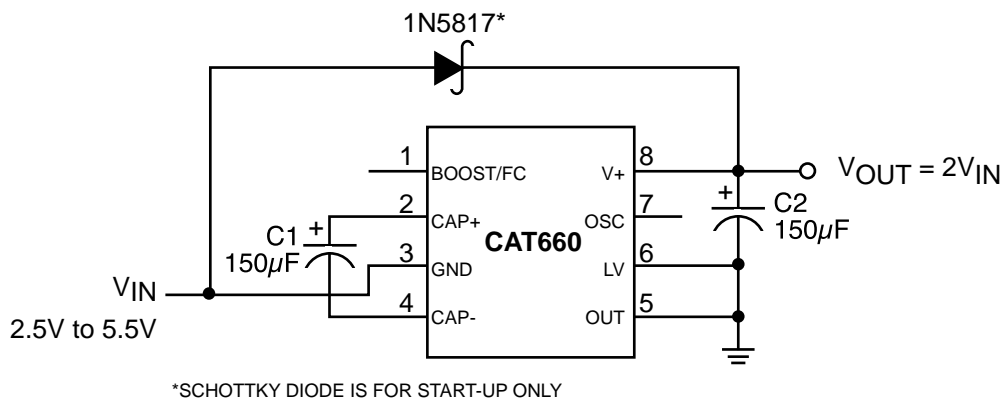 1N5817*
1
BOOST/FC
V+
8
VOUT = 2VIN
2
CAP+
OSC
7
+
C2
150µF
+
C1
150µF
CAT660
3
GND
LV
6
VIN
2.5V to 5.5V
4
CAP-
OUT
5
*SCHOTTKY DIODE IS FOR START-UP ONLY